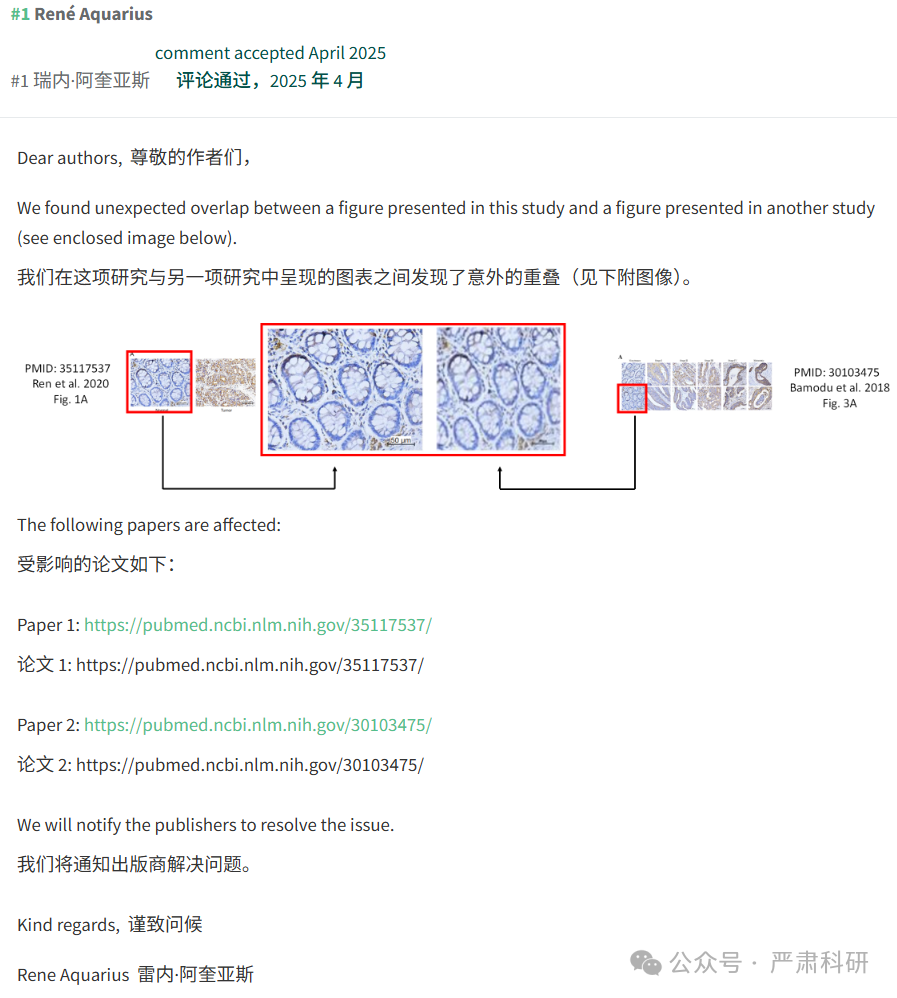 #1 René Aquarius
comment accepted April 2025
#1 瑞内·阿奎亚斯 评论通过，2025 年 4 月
Dear authors, 尊敬的作者们，
We found unexpected overlap between a figure presented in this study and a figure presented in another study
(see enclosed image below).
我们在这项研究与另一项研究中呈现的图表之间发现了意外的重叠（见下附图像）。
PMID: 35117537
Ren et al. 2020
Fig. 1A
Tumor
50 μm
A
PMID: 30103475
Bamodu et al. 2018
Fig. 3A
The following papers are affected:
受影响的论文如下：
Paper 1: https://pubmed.ncbi.nlm.nih.gov/35117537/
论文 1: https://pubmed.ncbi.nlm.nih.gov/35117537/
Paper 2: https://pubmed.ncbi.nlm.nih.gov/30103475/
论文 2: https://pubmed.ncbi.nlm.nih.gov/30103475/
We will notify the publishers to resolve the issue.
我们将通知出版商解决问题。
Kind regards, 谨致问候
Rene Aquarius 雷内·阿奎亚斯
公众号 · 严肃科研